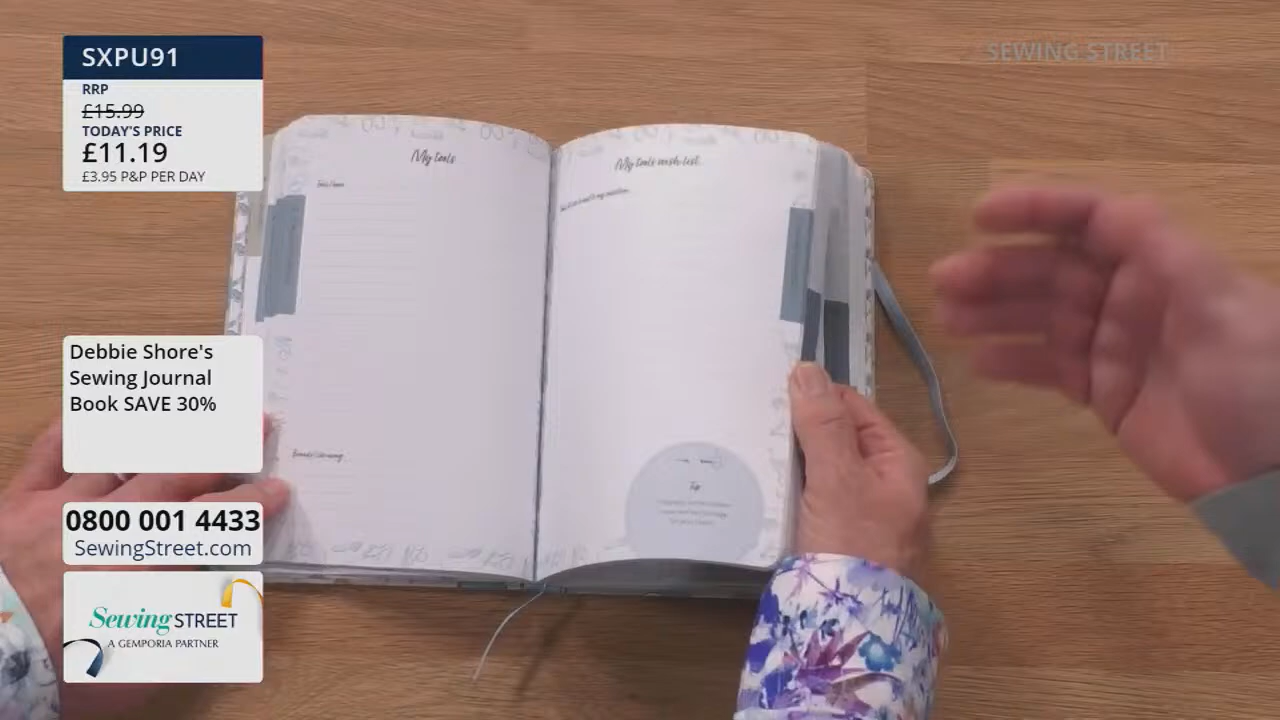 SXPU91
RRP
£15.99
TODAY'S PRICE
£11.19
£3.95 P&P PER DAY
SEWING STREET
My tools
My tools wish list
Tip
Debbie Shore's
Sewing Journal
Book SAVE 30%
0800 001 4433
SewingStreet.com
Sewing STREET
A GEMPORIA PARTNER